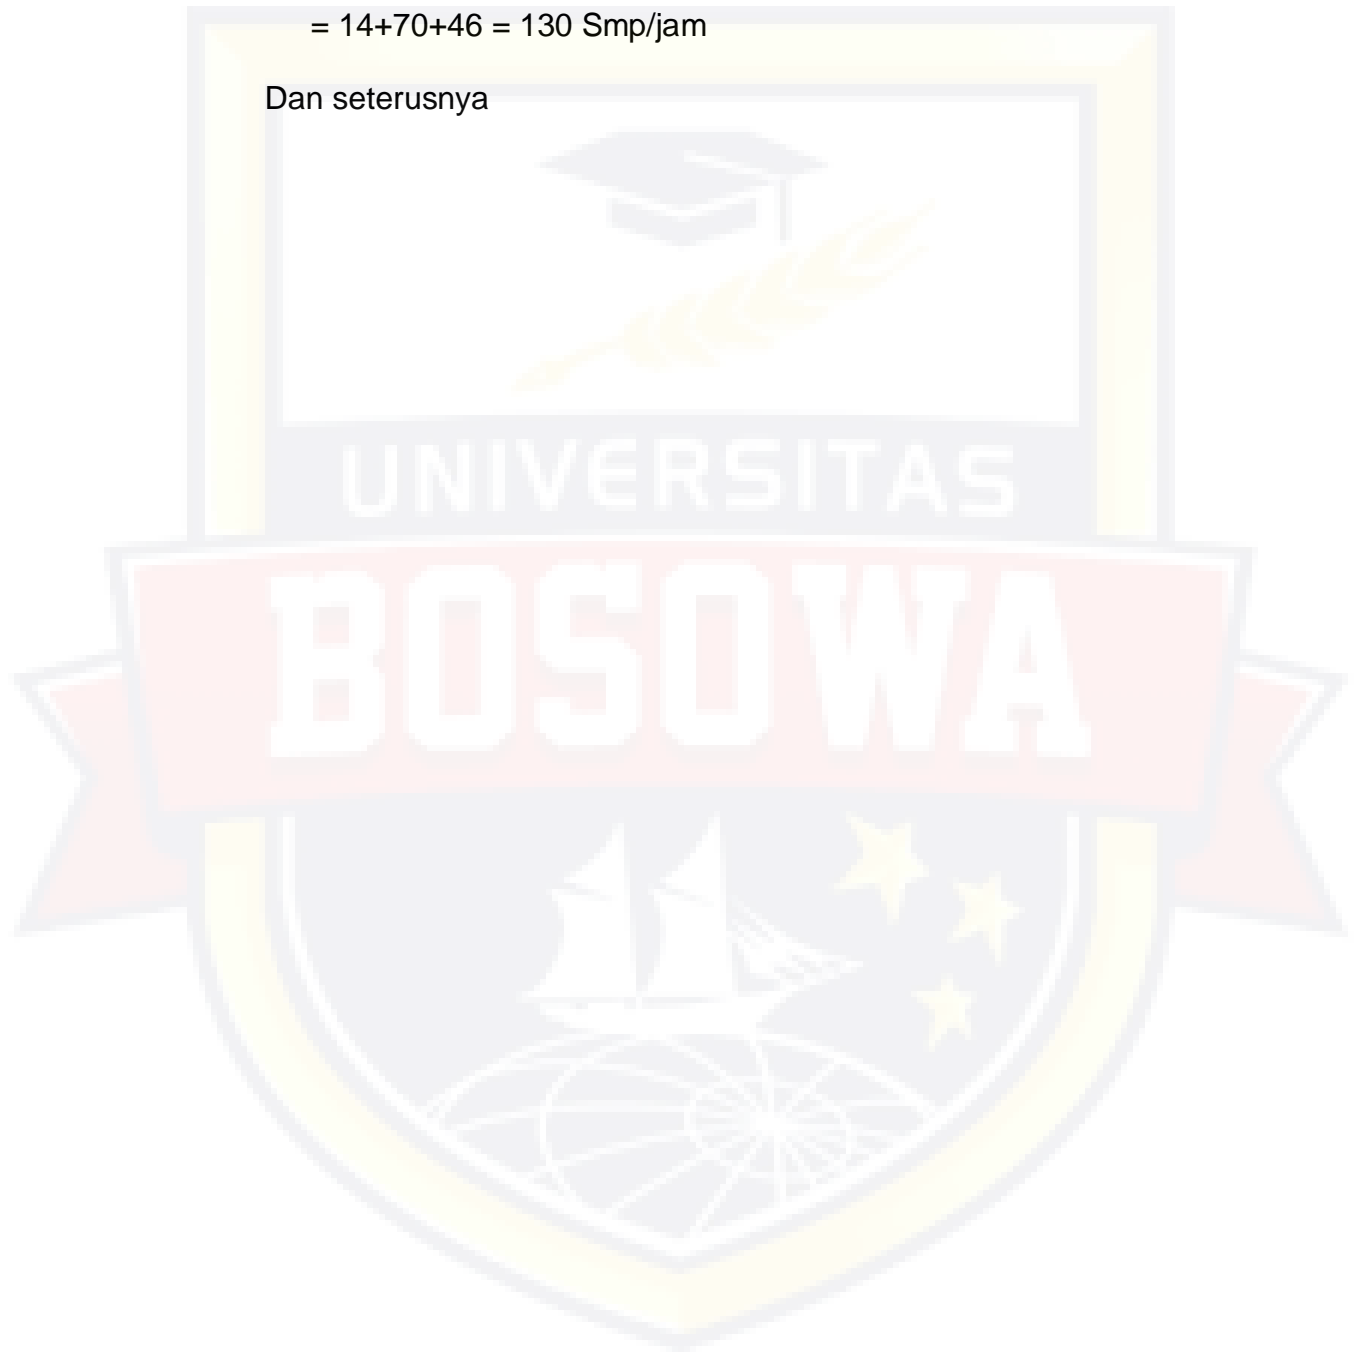 = 14+70+46 = 130 Smp/jam
Dan seterusnya
UNIVERSITAS
BOSOWA